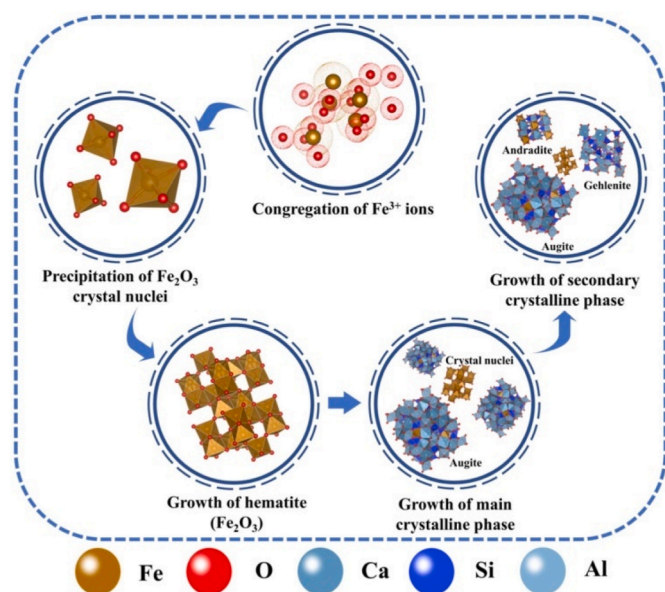 Congregation of Fe³⁺ ions
Precipitation of Fe₂O₃
crystal nuclei
Growth of hematite
(Fe₂O₃)
Crystal nuclei
Augite
Growth of main
crystalline phase
Andradite
Gehlenite
Augite
Growth of secondary
crystalline phase
Fe O Ca Si Al